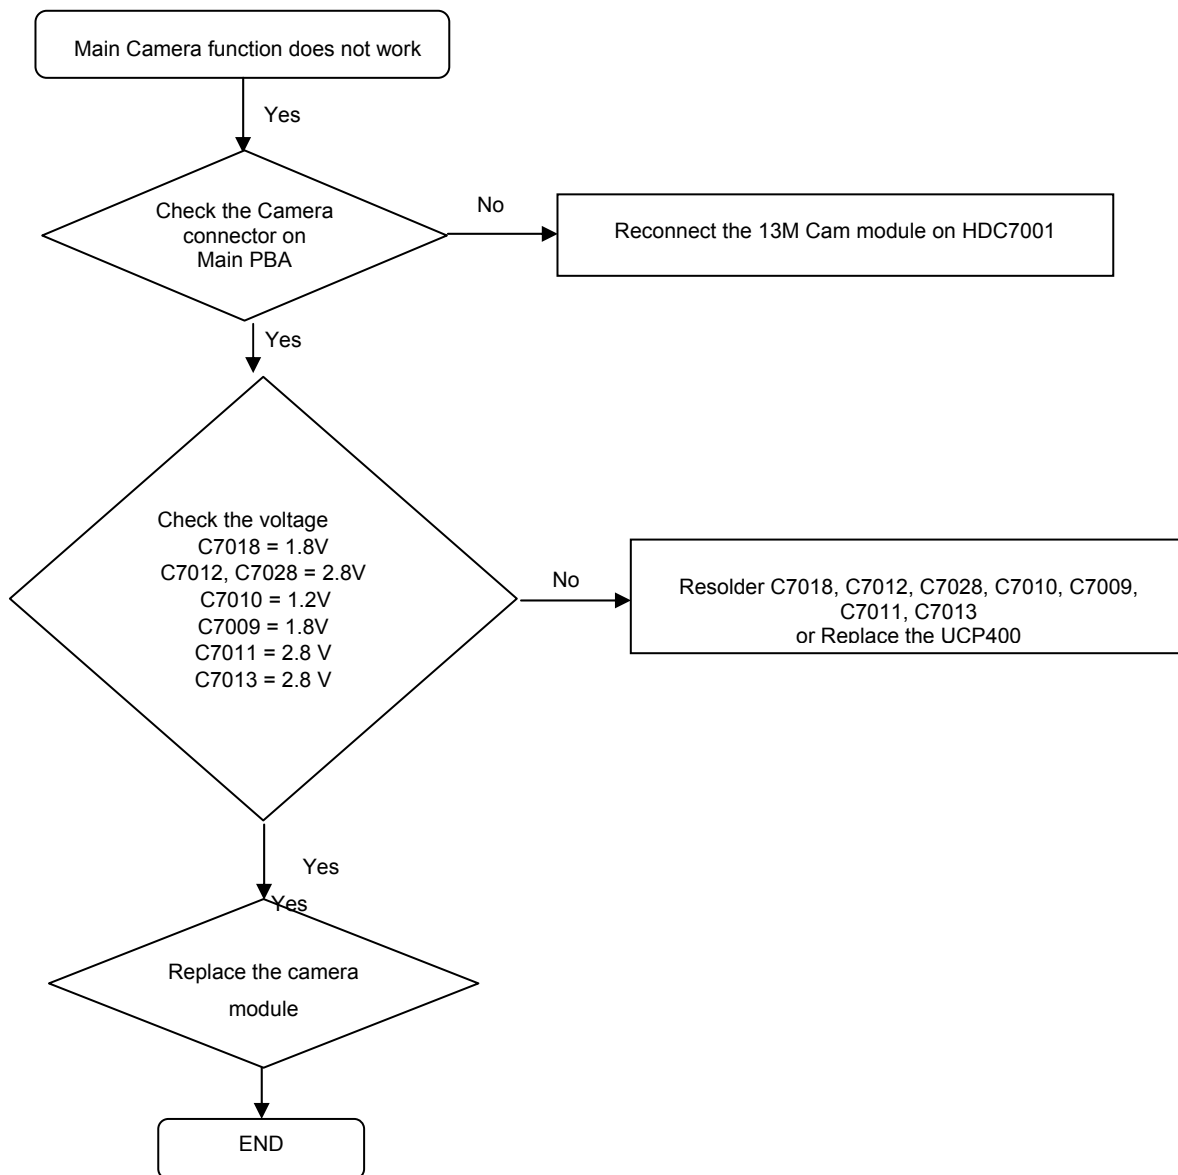 Main Camera function does not work
Yes
Check the Camera
connector on
Main PBA
No
Reconnect the 13M Cam module on HDC7001
Yes
Check the voltage
C7018 = 1.8V
C7012, C7028 = 2.8V
C7010 = 1.2V
C7009 = 1.8V
C7011 = 2.8 V
C7013 = 2.8 V
No
Resolder C7018, C7012, C7028, C7010, C7009,
C7011, C7013
or Replace the UCP400
Yes
Yes
Replace the camera
module
END